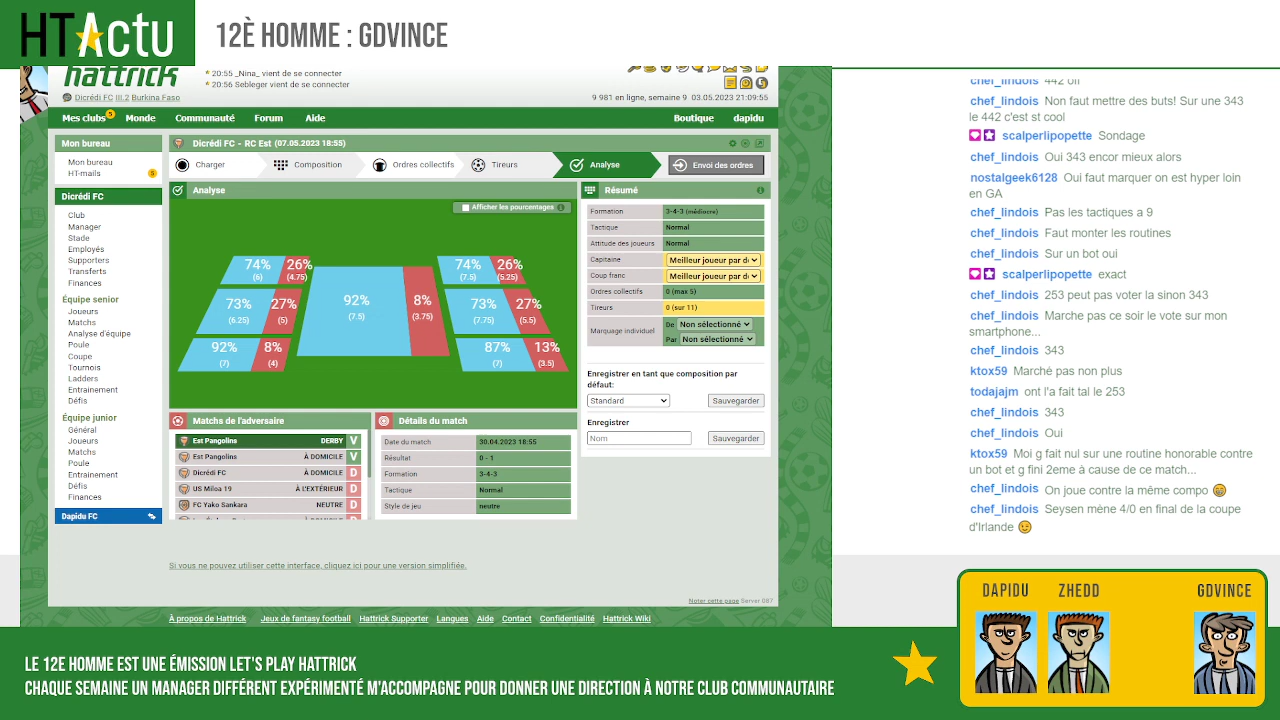 HTActu
12È HOMME : GDVINCE
hattrick
20:55 _Nina_ vient de se connecter
20:56 Sebleger vient de se connecter
Dicrédi FC III.2 Burkina Faso
9 981 en ligne, semaine 9 03.05.2023 21:09:55
Mes clubs 5 Monde Communauté Forum Aide Boutique dapidu
Mon bureau
Mon bureau
HT-mails 5
Dicrédi FC
Club
Manager
Stade
Employés
Supporters
Transferts
Finances
Équipe senior
Joueurs
Matchs
Analyse d'équipe
Poule
Coupe
Tournois
Ladders
Entrainement
Défis
Équipe junior
Général
Joueurs
Matchs
Poule
Entrainement
Défis
Finances
Dapidu FC
Dicrédi FC - RC Est (07.05.2023 18:55)
Charger Composition Ordres collectifs Tireurs Analyse Envoi des ordres
Analyse
Afficher les pourcentages
74% 26% 74% 26%
(6) (4.75) (7.5) (5.25)
73% 27% 92% 8% 73% 27%
(6.25) (5) (7.5) (3.75) (7.75) (5.5)
92% 8% 87% 13%
(7) (4) (7) (3.5)
Matchs de l'adversaire
Est Pangolins DERBY V
Est Pangolins À DOMICILE V
Dicrédi FC À DOMICILE D
US Miloa 19 À L'EXTÉRIEUR D
FC Yako Sankara NEUTRE D
Détails du match
Date du match 30.04.2023 18:55
Résultat 0 - 1
Formation 3-4-3
Tactique Normal
Style de jeu neutre
Résumé
Formation 3-4-3 (médiocre)
Tactique Normal
Attitude des joueurs Normal
Capitaine Meilleur joueur par d
Coup franc Meilleur joueur par d
Ordres collectifs 0 (max 5)
Tireurs 0 (sur 11)
Marquage individuel De Non sélectionné
Par Non sélectionné
Enregistrer en tant que composition par
défaut:
Standard Sauvegarder
Enregistrer
Nom Sauvegarder
Si vous ne pouvez utiliser cette interface, cliquez ici pour une version simplifiée.
Noter cette page Server 087
À propos de Hattrick Jeux de fantasy football Hattrick Supporter Langues Aide Contact Confidentialité Hattrick Wiki
chef_lindois 442 off
chef_lindois Non faut mettre des buts! Sur une 343
le 442 c'est st cool
scalperlipopette Sondage
chef_lindois Oui 343 encor mieux alors
nostalgeek6128 Oui faut marquer on est hyper loin
en GA
chef_lindois Pas les tactiques a 9
chef_lindois Faut monter les routines
chef_lindois Sur un bot oui
scalperlipopette exact
chef_lindois 253 peut pas voter la sinon 343
chef_lindois Marche pas ce soir le vote sur mon
smartphone...
chef_lindois 343
ktox59 Marché pas non plus
todajajm ont l'a fait tal le 253
chef_lindois 343
chef_lindois Oui
ktox59 Moi g fait nul sur une routine honorable contre
un bot et g fini 2eme à cause de ce match...
chef_lindois On joue contre la même compo
chef_lindois Seysen mène 4/0 en final de la coupe
d'Irlande
DAPIDU ZHEDD GDVINCE
LE 12E HOMME EST UNE ÉMISSION LET'S PLAY HATTRICK
CHAQUE SEMAINE UN MANAGER DIFFÉRENT EXPÉRIMENTÉ M'ACCOMPAGNE POUR DONNER UNE DIRECTION À NOTRE CLUB COMMUNAUTAIRE